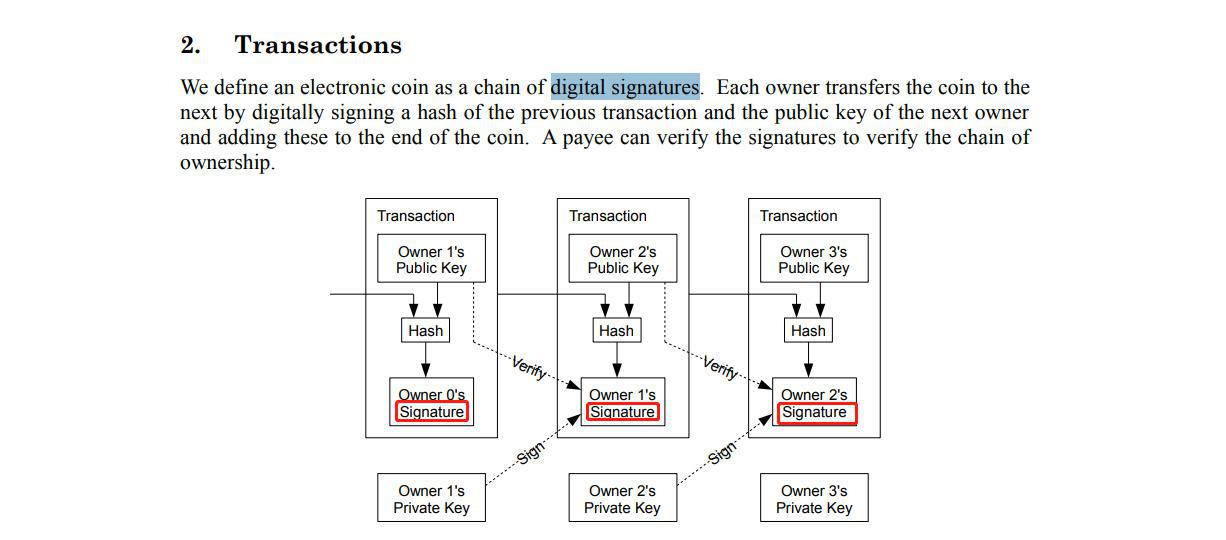 2. Transactions
We define an electronic coin as a chain of digital signatures. Each owner transfers the coin to the
next by digitally signing a hash of the previous transaction and the public key of the next owner
and adding these to the end of the coin. A payee can verify the signatures to verify the chain of
ownership.
Transaction
Transaction
Transaction
Owner 1's
Public Key
Owner 2's
Public Key
Owner 3's
Public Key
Hash
Hash
Hash
Verify
Verify
Owner 0's
Signature
Owner 1's
Signature
Owner 2's
Signature
Sign
Sign
Owner 1's
Private Key
Owner 2's
Private Key
Owner 3's
Private Key